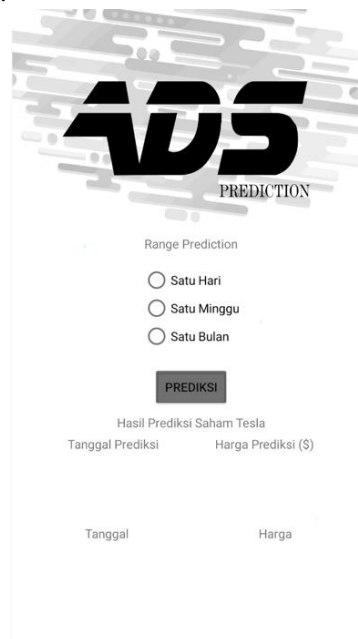 ADS
PREDICTION
Range Prediction
Satu Hari
Satu Minggu
Satu Bulan
PREDIKSI
Hasil Prediksi Saham Tesla
Tanggal Prediksi Harga Prediksi ($)
Tanggal Harga